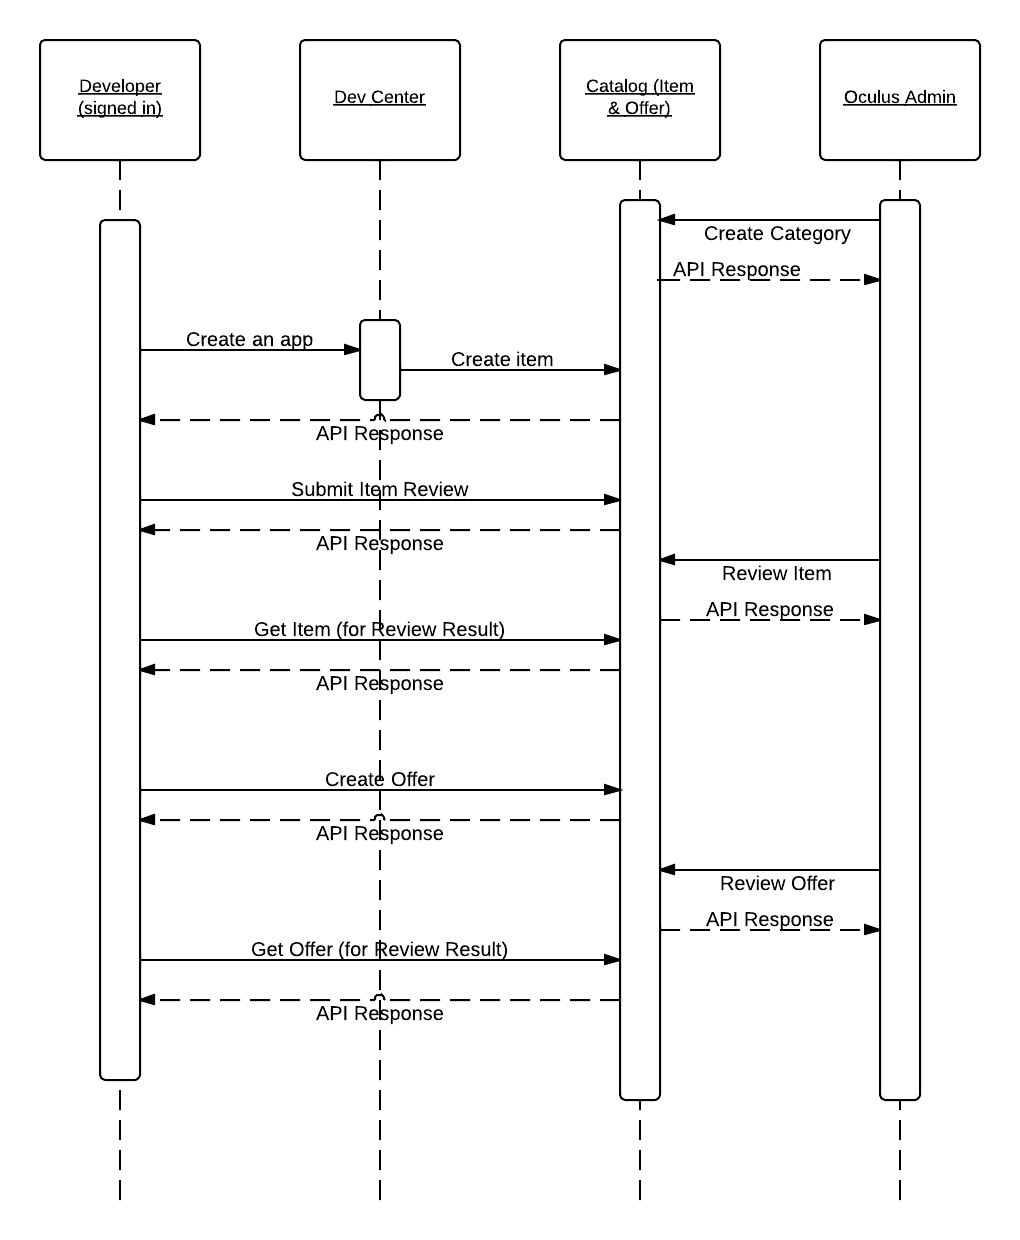 Developer
(signed in)
Dev Center
Catalog (Item
& Offer)
Oculus Admin
Create Category
API Response
Create an app
Create item
API Response
Submit Item Review
API Response
Review Item
API Response
Get Item (for Review Result)
API Response
Create Offer
API Response
Review Offer
API Response
Get Offer (for Review Result)
API Response